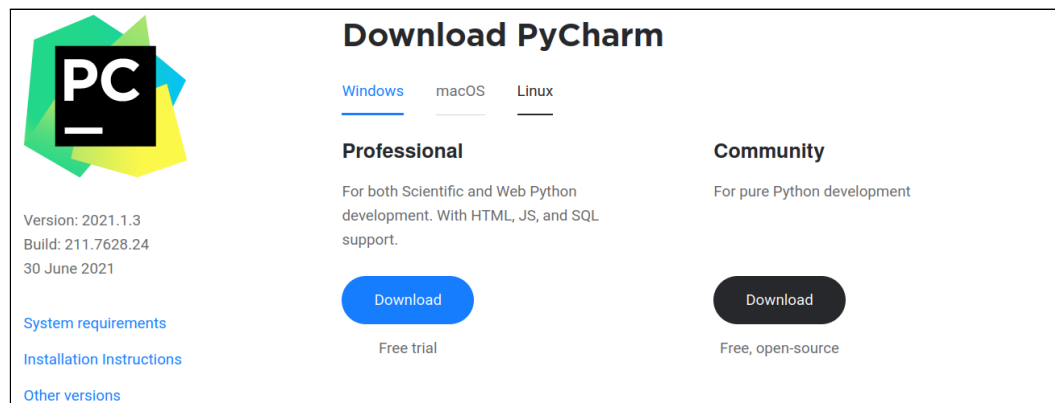 PC
Version: 2021.1.3
Build: 211.7628.24
30 June 2021
System requirements
Installation Instructions
Other versions
Download PyCharm
Windows macOS Linux
Professional
For both Scientific and Web Python
development. With HTML, JS, and SQL
support.
Download
Free trial
Community
For pure Python development
Download
Free, open-source